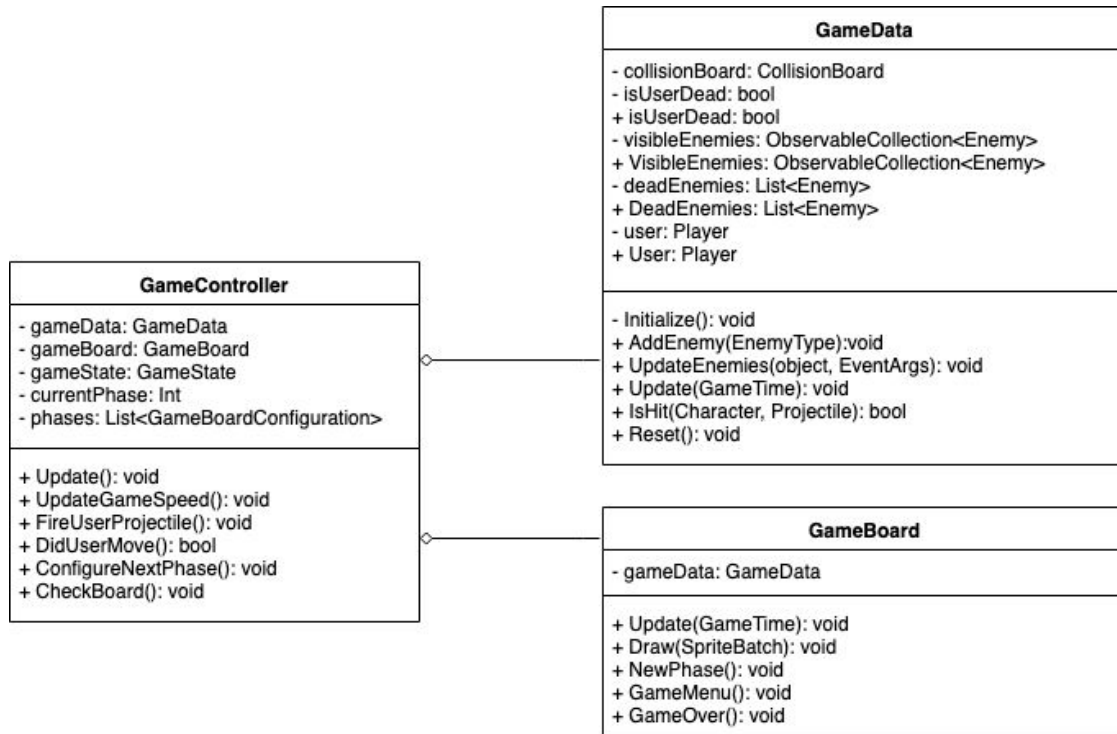 GameData
- collisionBoard: CollisionBoard
- isUserDead: bool
+ isUserDead: bool
- visibleEnemies: ObservableCollection<Enemy>
+ VisibleEnemies: ObservableCollection<Enemy>
- deadEnemies: List<Enemy>
+ DeadEnemies: List<Enemy>
- user: Player
+ User: Player
- Initialize(): void
+ AddEnemy(EnemyType):void
+ UpdateEnemies(object, EventArgs): void
+ Update(GameTime): void
+ IsHit(Character, Projectile): bool
+ Reset(): void
GameController
- gameData: GameData
- gameBoard: GameBoard
- gameState: GameState
- currentPhase: Int
- phases: List<GameBoardConfiguration>
+ Update(): void
+ UpdateGameSpeed(): void
+ FireUserProjectile(): void
+ DidUserMove(): bool
+ ConfigureNextPhase(): void
+ CheckBoard(): void
GameBoard
- gameData: GameData
+ Update(GameTime): void
+ Draw(SpriteBatch): void
+ NewPhase(): void
+ GameMenu(): void
+ GameOver(): void